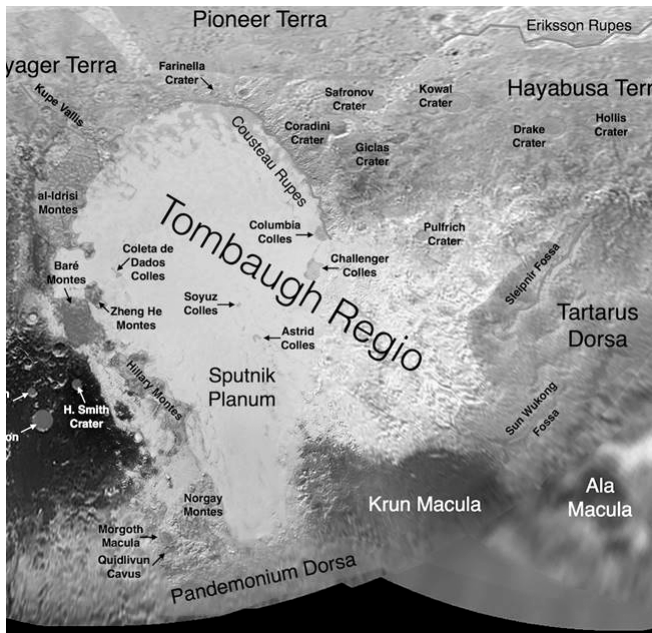 Pioneer Terra
Eriksson Rupes
yager Terra
Farinella
Crater
Kupe Vallis
Safronov
Crater
Kowal
Crater
Hayabusa Terr
Cousteau Rupes
Coradini
Crater
Giclas
Crater
Drake
Crater
Hollis
Crater
al-Idrisi
Montes
Tombaugh Regio
Columbia
Colles
Pulfrich
Crater
Coleta de
Dados
Colles
Challenger
Colles
Baré
Montes
Sleipnir Fossa
Zheng He
Montes
Soyuz
Colles
Tartarus
Dorsa
Astrid
Colles
Hillary Montes
Sputnik
Planum
n
H. Smith
Crater
on
Sun Wukong
Fossa
Norgay
Montes
Krun Macula
Ala
Macula
Morgoth
Macula
Quidlivun
Cavus
Pandemonium Dorsa